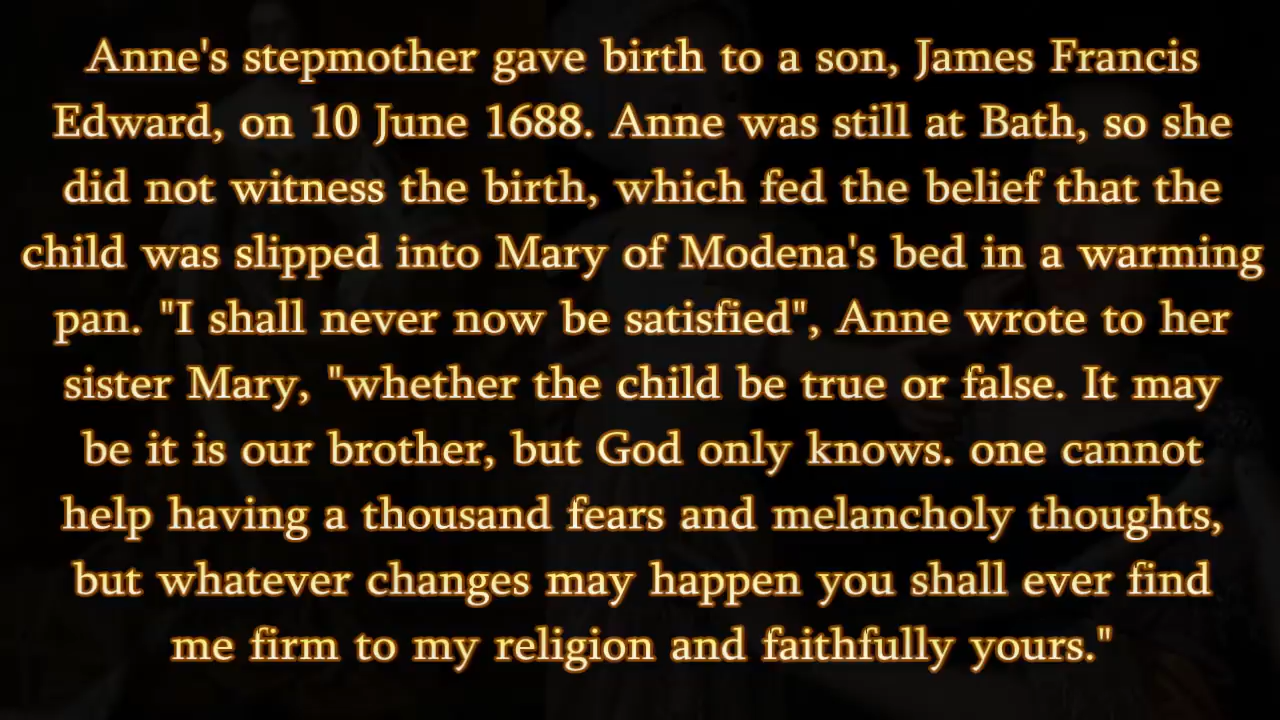 Anne's stepmother gave birth to a son, James Francis
Edward, on 10 June 1688. Anne was still at Bath, so she
did not witness the birth, which fed the belief that the
child was slipped into Mary of Modena's bed in a warming
pan. "I shall never now be satisfied", Anne wrote to her
sister Mary, "whether the child be true or false. It may
be it is our brother, but God only knows. one cannot
help having a thousand fears and melancholy thoughts,
but whatever changes may happen you shall ever find
me firm to my religion and faithfully yours."